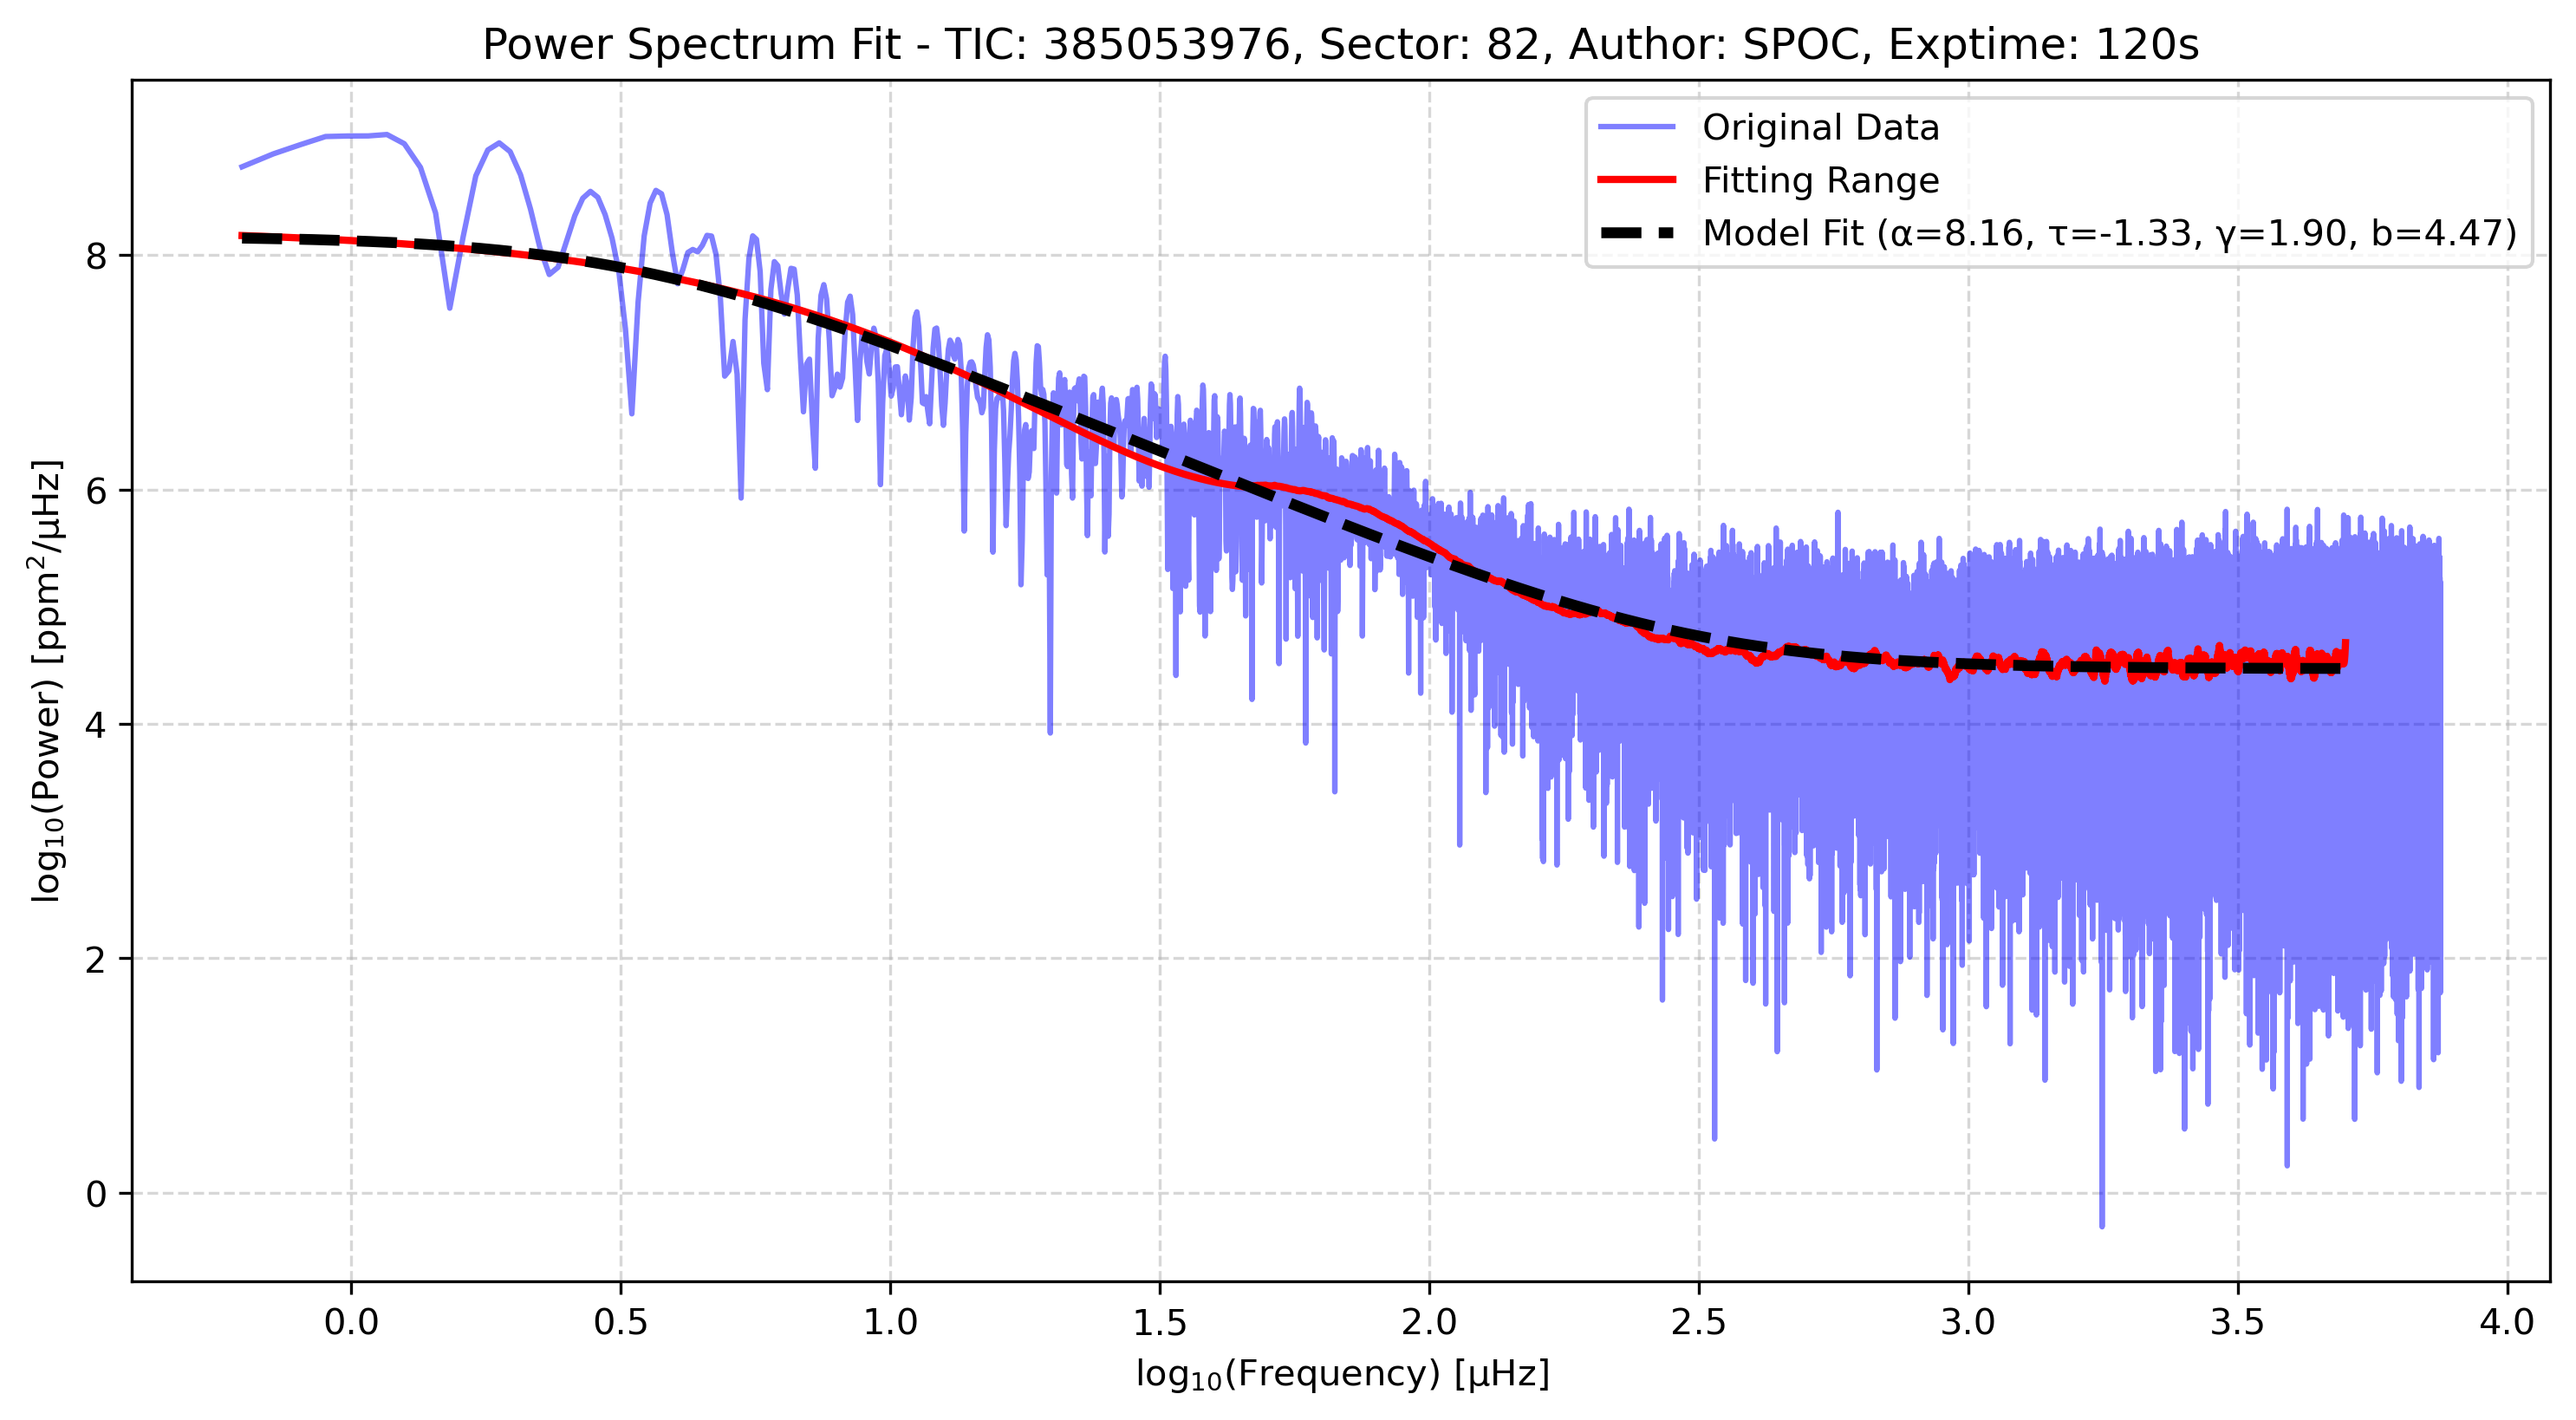 Power Spectrum Fit - TIC: 385053976, Sector: 82, Author: SPOC, Exptime: 120s
Original Data
Fitting Range
Model Fit (α=8.16, τ=-1.33, γ=1.90, b=4.47)
log₁₀(Power) [ppm²/μHz]
8
6
4
2
0
0.0 0.5 1.0 1.5 2.0 2.5 3.0 3.5 4.0
log₁₀(Frequency) [μHz]